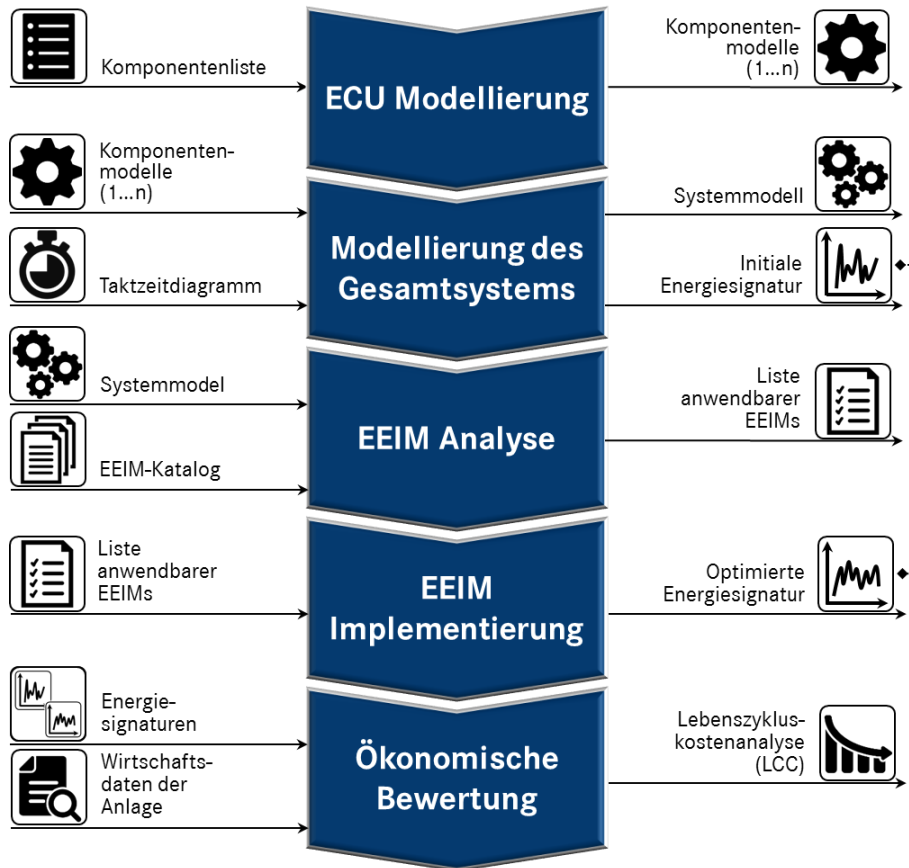 Komponentenliste
ECU Modellierung
Komponenten-
modelle
(1...n)
Komponenten-
modelle
(1...n)
Taktzeitdiagramm
Modellierung des
Gesamtsystems
Systemmodell
Initiale
Energiesignatur
Systemmodel
EEIM-Katalog
EEIM Analyse
Liste
anwendbarer
EEIMs
Liste
anwendbarer
EEIMs
EEIM
Implementierung
Optimierte
Energiesignatur
Energie-
signaturen
Wirtschafts-
daten der
Anlage
Ökonomische
Bewertung
Lebenszyklus-
kostenanalyse
(LCC)